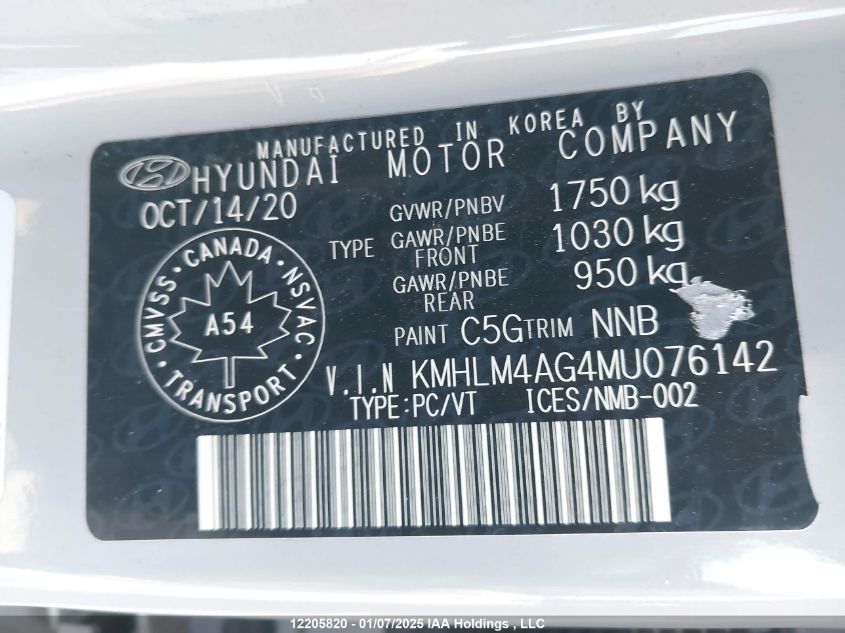 MANUFACTURED IN KOREA BY
HYUNDAI MOTOR COMPANY
OCT/14/20
GVWR/PNBV 1750 kg
TYPE GAWR/PNBE FRONT 1030 kg
GAWR/PNBE REAR 950 kg
CMVSS · CANADA · NSVAC · TRANSPORT ·
A54
PAINT C5G TRIM NNB
V.I.N KMHLM4AG4MU076142
TYPE:PC/VT ICES/NMB-002
12205820 - 01/07/2025 IAA Holdings , LLC